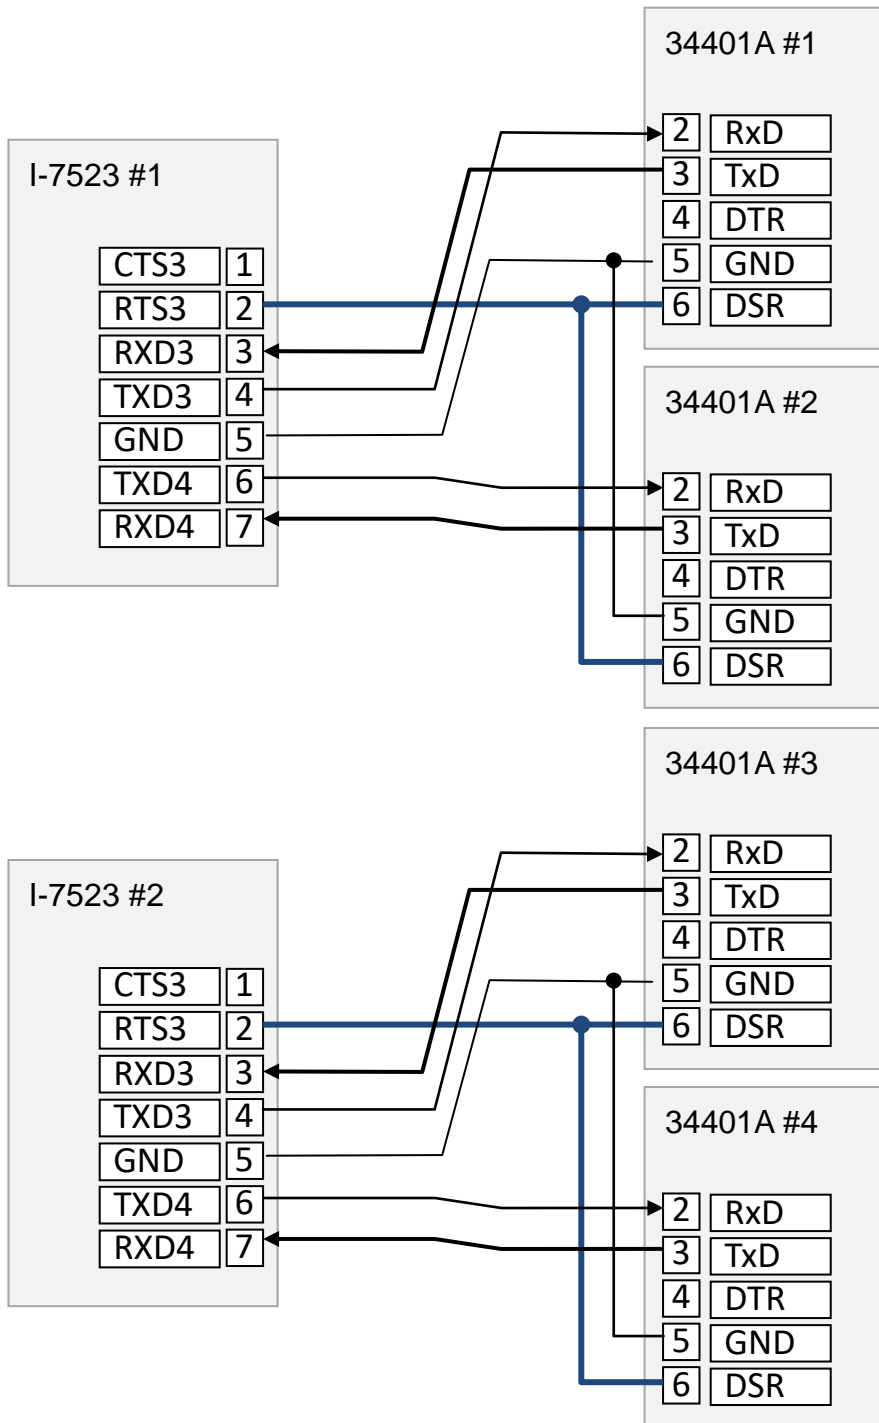 34401A #1
2 RxD
3 TxD
4 DTR
5 GND
6 DSR
I-7523 #1
CTS3 1
RTS3 2
RXD3 3
TXD3 4
GND 5
TXD4 6
RXD4 7
34401A #2
2 RxD
3 TxD
4 DTR
5 GND
6 DSR
34401A #3
2 RxD
3 TxD
4 DTR
5 GND
6 DSR
I-7523 #2
CTS3 1
RTS3 2
RXD3 3
TXD3 4
GND 5
TXD4 6
RXD4 7
34401A #4
2 RxD
3 TxD
4 DTR
5 GND
6 DSR